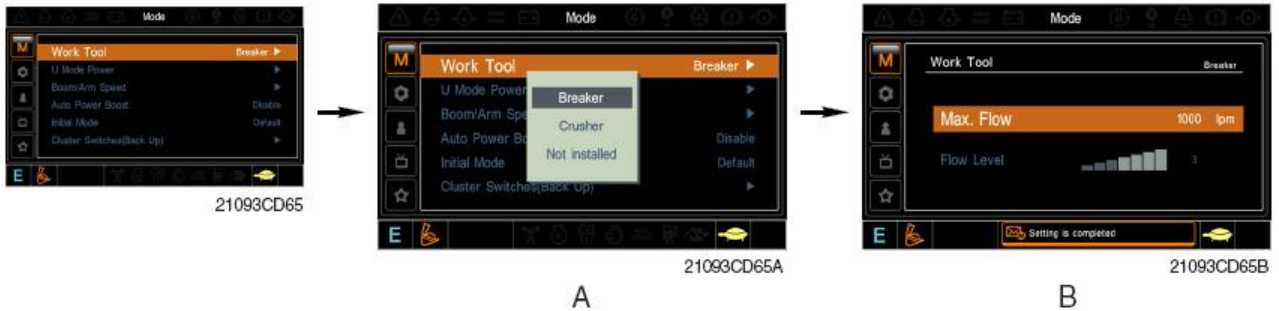 Mode
M
Work Tool Breaker ▶
U Mode Power ▶
Boom/Arm Speed ▶
Auto Power Boost Disable
Initial Mode Default
Cluster Switches(Back Up) ▶
E
21093CD65
Mode
M
Work Tool Breaker ▶
U Mode Power ▶
Boom/Arm Spe ▶
Auto Power Bo Disable
Initial Mode Default
Cluster Switches(Back Up) ▶
Breaker
Crusher
Not installed
E
21093CD65A
A
Mode
M
Work Tool Breaker
Max. Flow 1000 lpm
Flow Level 3
E
Setting is completed
21093CD65B
B